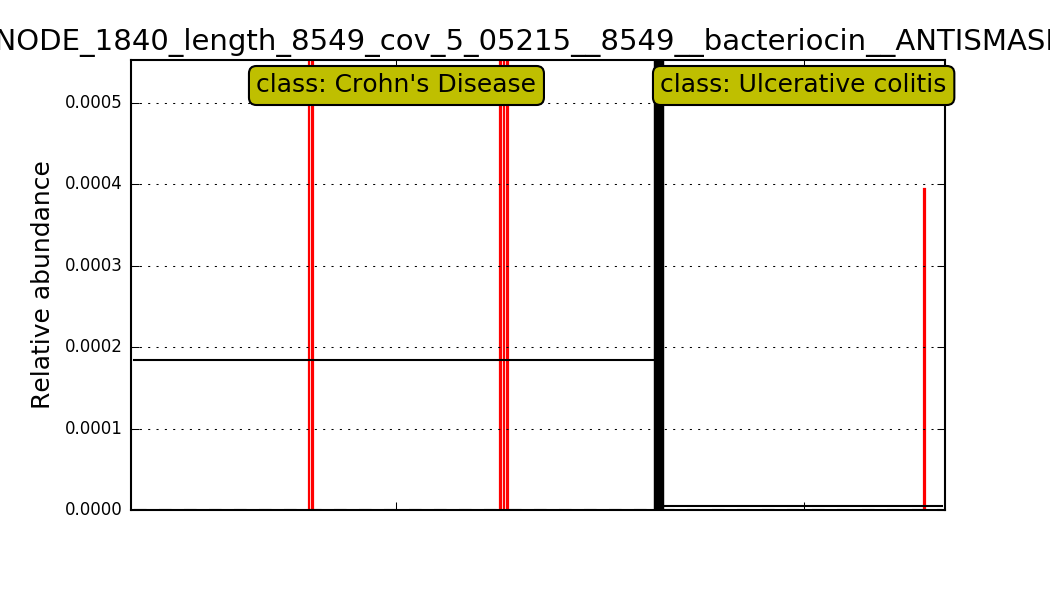 NODE_1840_length_8549_cov_5_05215__8549__bacteriocin__ANTISMAS
class: Crohn's Disease
class: Ulcerative colitis
Relative abundance
0.0005
0.0004
0.0003
0.0002
0.0001
0.0000